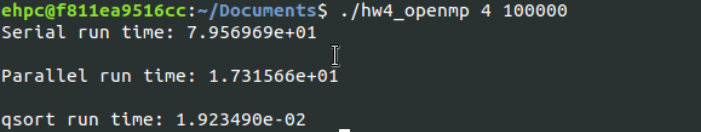 ehpc@f811ea9516cc:~/Documents$ ./hw4_openmp 4 100000
Serial run time: 7.956969e+01
Parallel run time: 1.731566e+01
qsort run time: 1.923490e-02